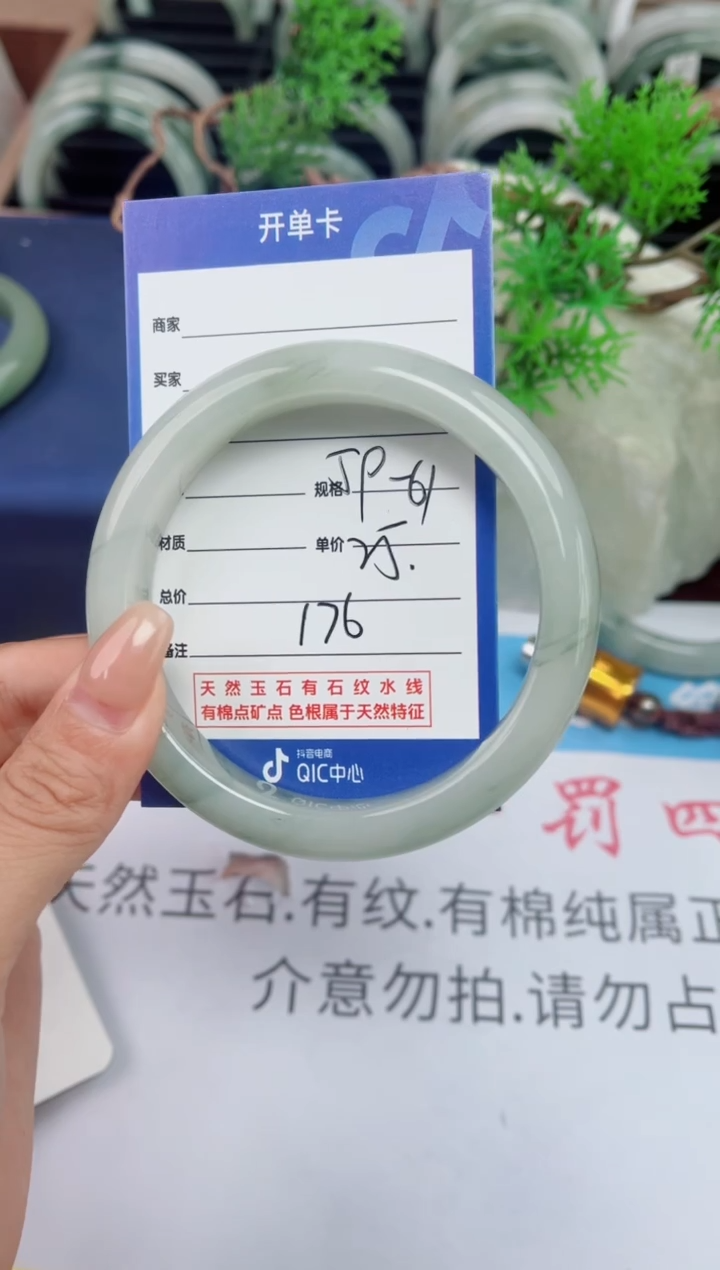 开单卡
商家
买家
规格 JP-61
材质 单价
总价
176
备注
天然玉石有石纹水线
有棉点矿点 色根属于天然特征
抖音电商
QIC中心
罚 四
天然玉石.有纹.有棉纯属正
介意勿拍.请勿占